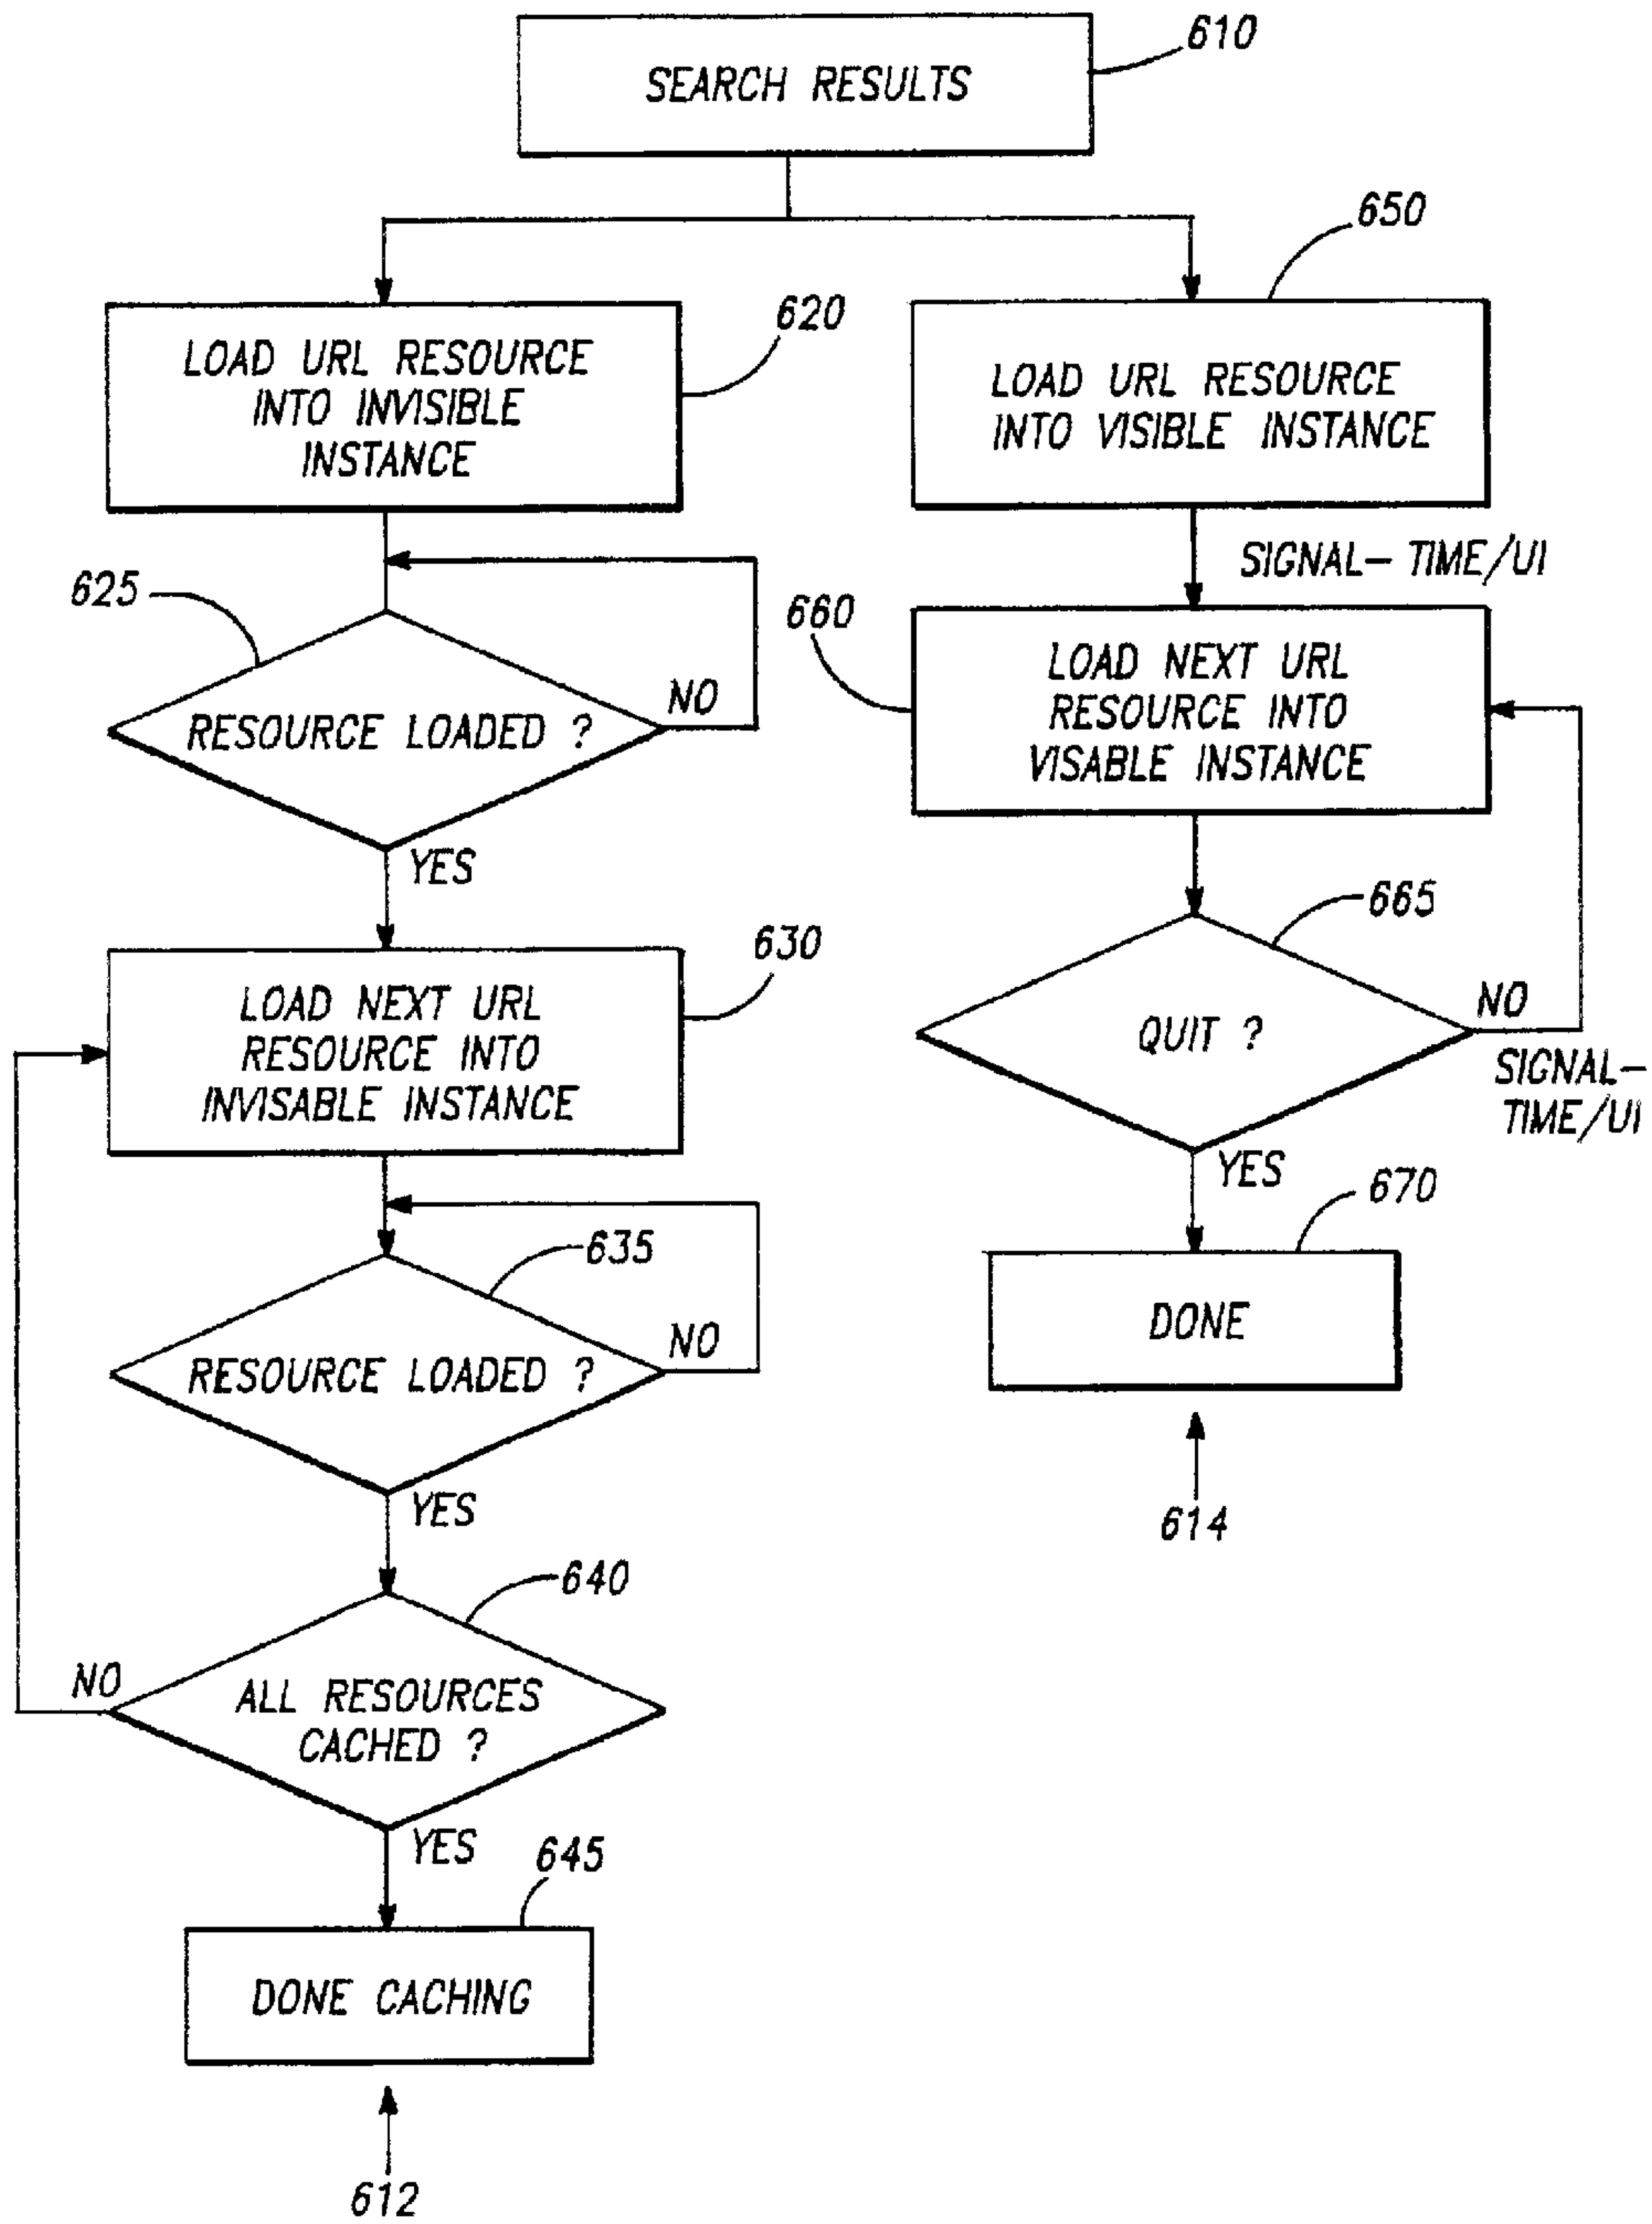 610
SEARCH RESULTS
650
620
LOAD URL RESOURCE
INTO INVISIBLE
INSTANCE
LOAD URL RESOURCE
INTO VISIBLE INSTANCE
SIGNAL- TIME/UI
625
660
LOAD NEXT URL
RESOURCE INTO
VISABLE INSTANCE
NO
RESOURCE LOADED ?
YES
665
630
LOAD NEXT URL
RESOURCE INTO
INVISABLE INSTANCE
NO
QUIT ?
SIGNAL-
TIME/UI
YES
670
635
DONE
NO
RESOURCE LOADED ?
YES
614
640
NO
ALL RESOURCES
CACHED ?
YES
645
DONE CACHING
612